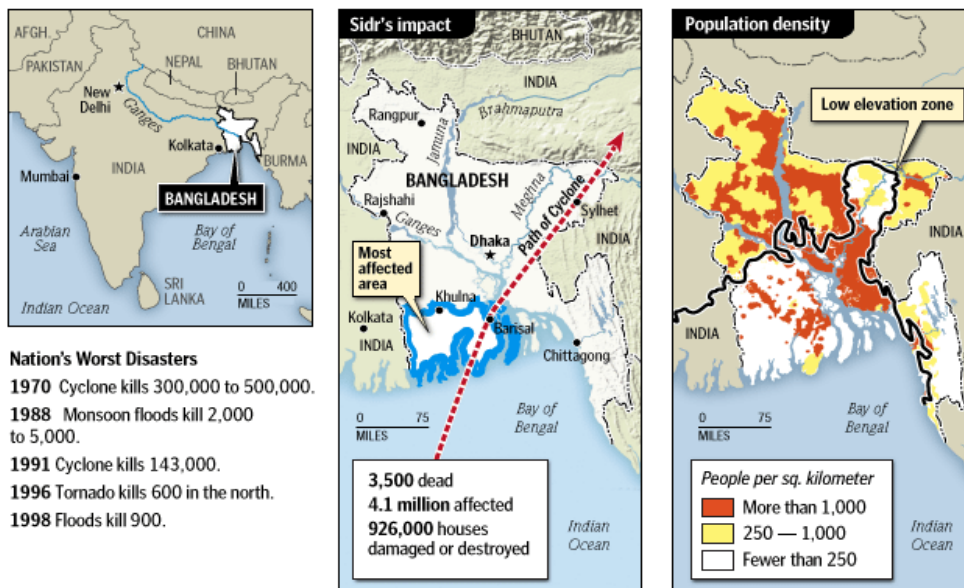 AFGH.
CHINA
PAKISTAN
NEPAL
BHUTAN
New
Delhi
Ganges
Kolkata
INDIA
BURMA
Mumbai
BANGLADESH
Arabian
Sea
Bay of
Bengal
SRI
LANKA
0 400
MILES
Indian Ocean
Nation's Worst Disasters
1970 Cyclone kills 300,000 to 500,000.
1988 Monsoon floods kill 2,000
to 5,000.
1991 Cyclone kills 143,000.
1996 Tornado kills 600 in the north.
1998 Floods kill 900.
Sidr's impact
BHUTAN
INDIA
Rangpur
Brahmaputra
Jamuna
INDIA
BANGLADESH
Meghna
Path of Cyclone
Rajshahi
Ganges
Sylhet
Dhaka
INDIA
Most
affected
area
Khulna
Kolkata
Barisal
INDIA
Chittagong
0 75
MILES
Bay of
Bengal
3,500 dead
4.1 million affected
926,000 houses
damaged or destroyed
Indian
Ocean
Population density
Low elevation zone
INDIA
INDIA
0 75
MILES
Bay of
Bengal
People per sq. kilometer
More than 1,000
250 — 1,000
Fewer than 250
Indian
Ocean